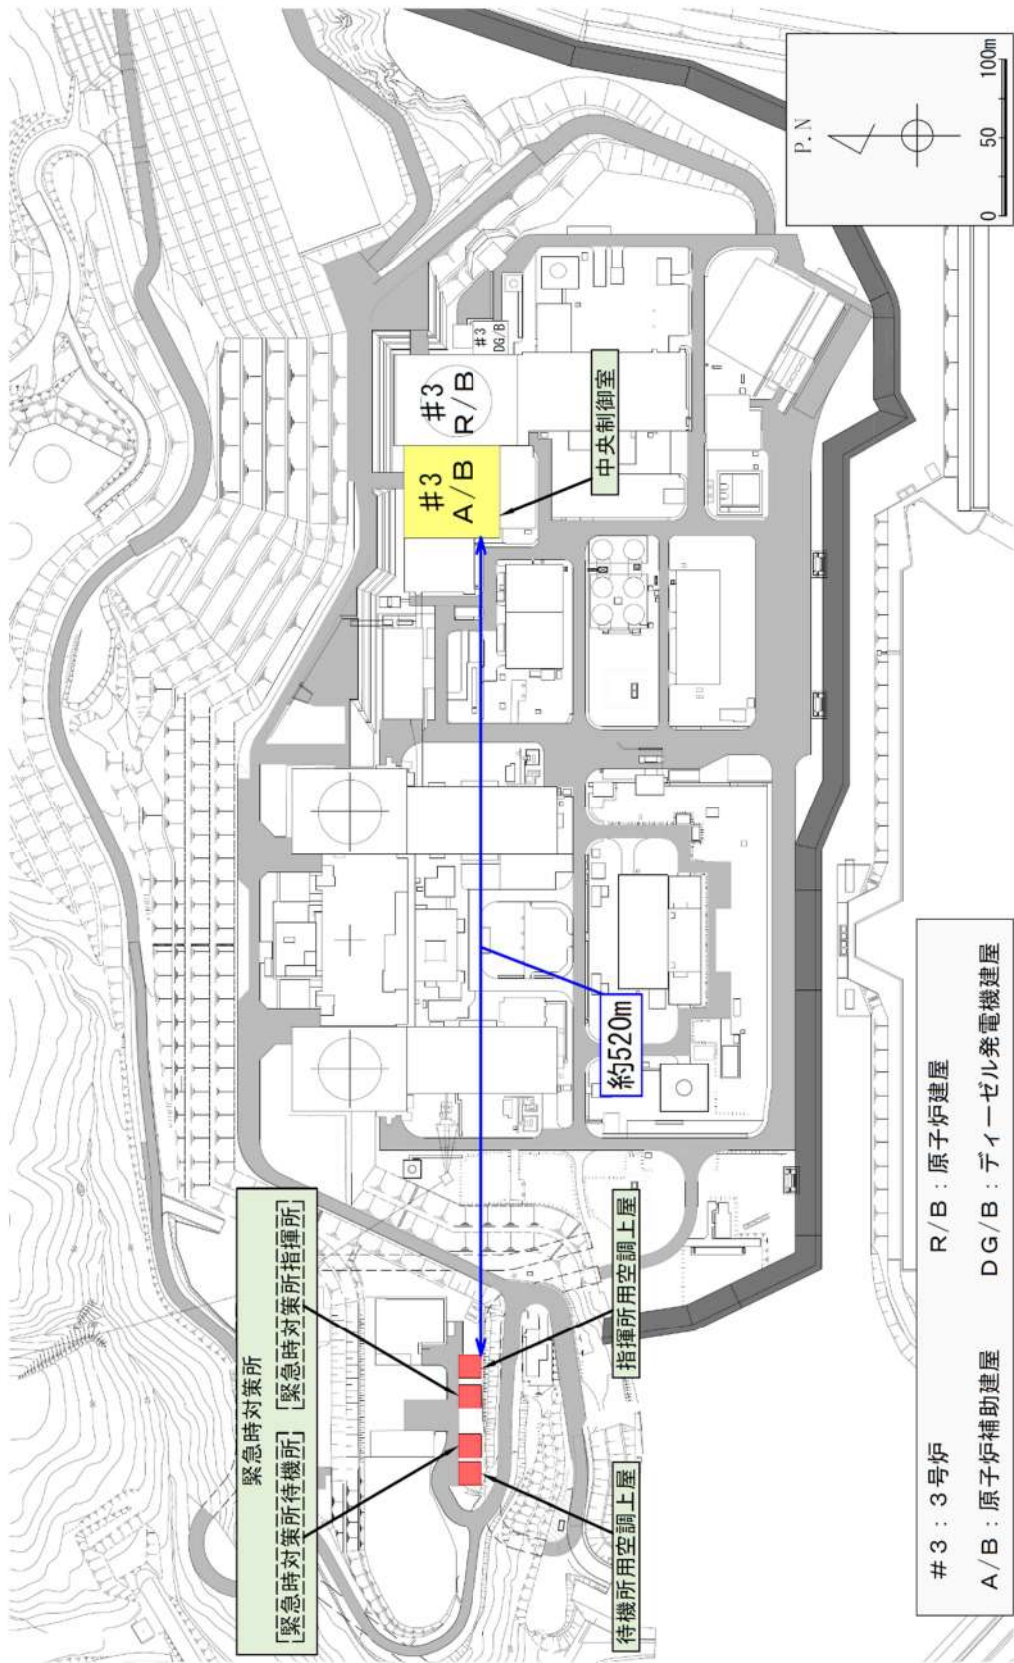 緊急時対策所
[緊急時対策所待機所] [緊急時対策所指揮所]
待機所用空調上屋
指揮所用空調上屋
約520m
#3
A/B
#3
R/B
#3
DG/B
中央制御室
P.N
0 50 100m
#3:3号炉 R/B:原子炉建屋
A/B:原子炉補助建屋 DG/B:ディーゼル発電機建屋